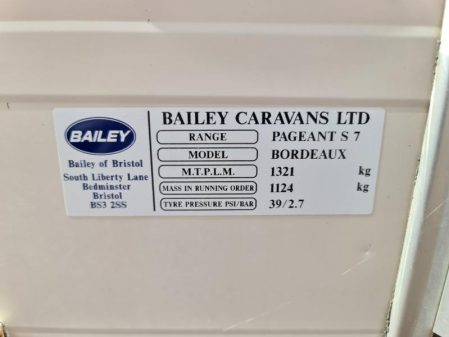 BAILEY
Bailey of Bristol
South Liberty Lane
Bedminster
Bristol
BS3 2SS
BAILEY CARAVANS LTD
RANGE PAGEANT S 7
MODEL BORDEAUX
M.T.P.L.M. 1321 kg
MASS IN RUNNING ORDER 1124 kg
TYRE PRESSURE PSI/BAR 39/2.7